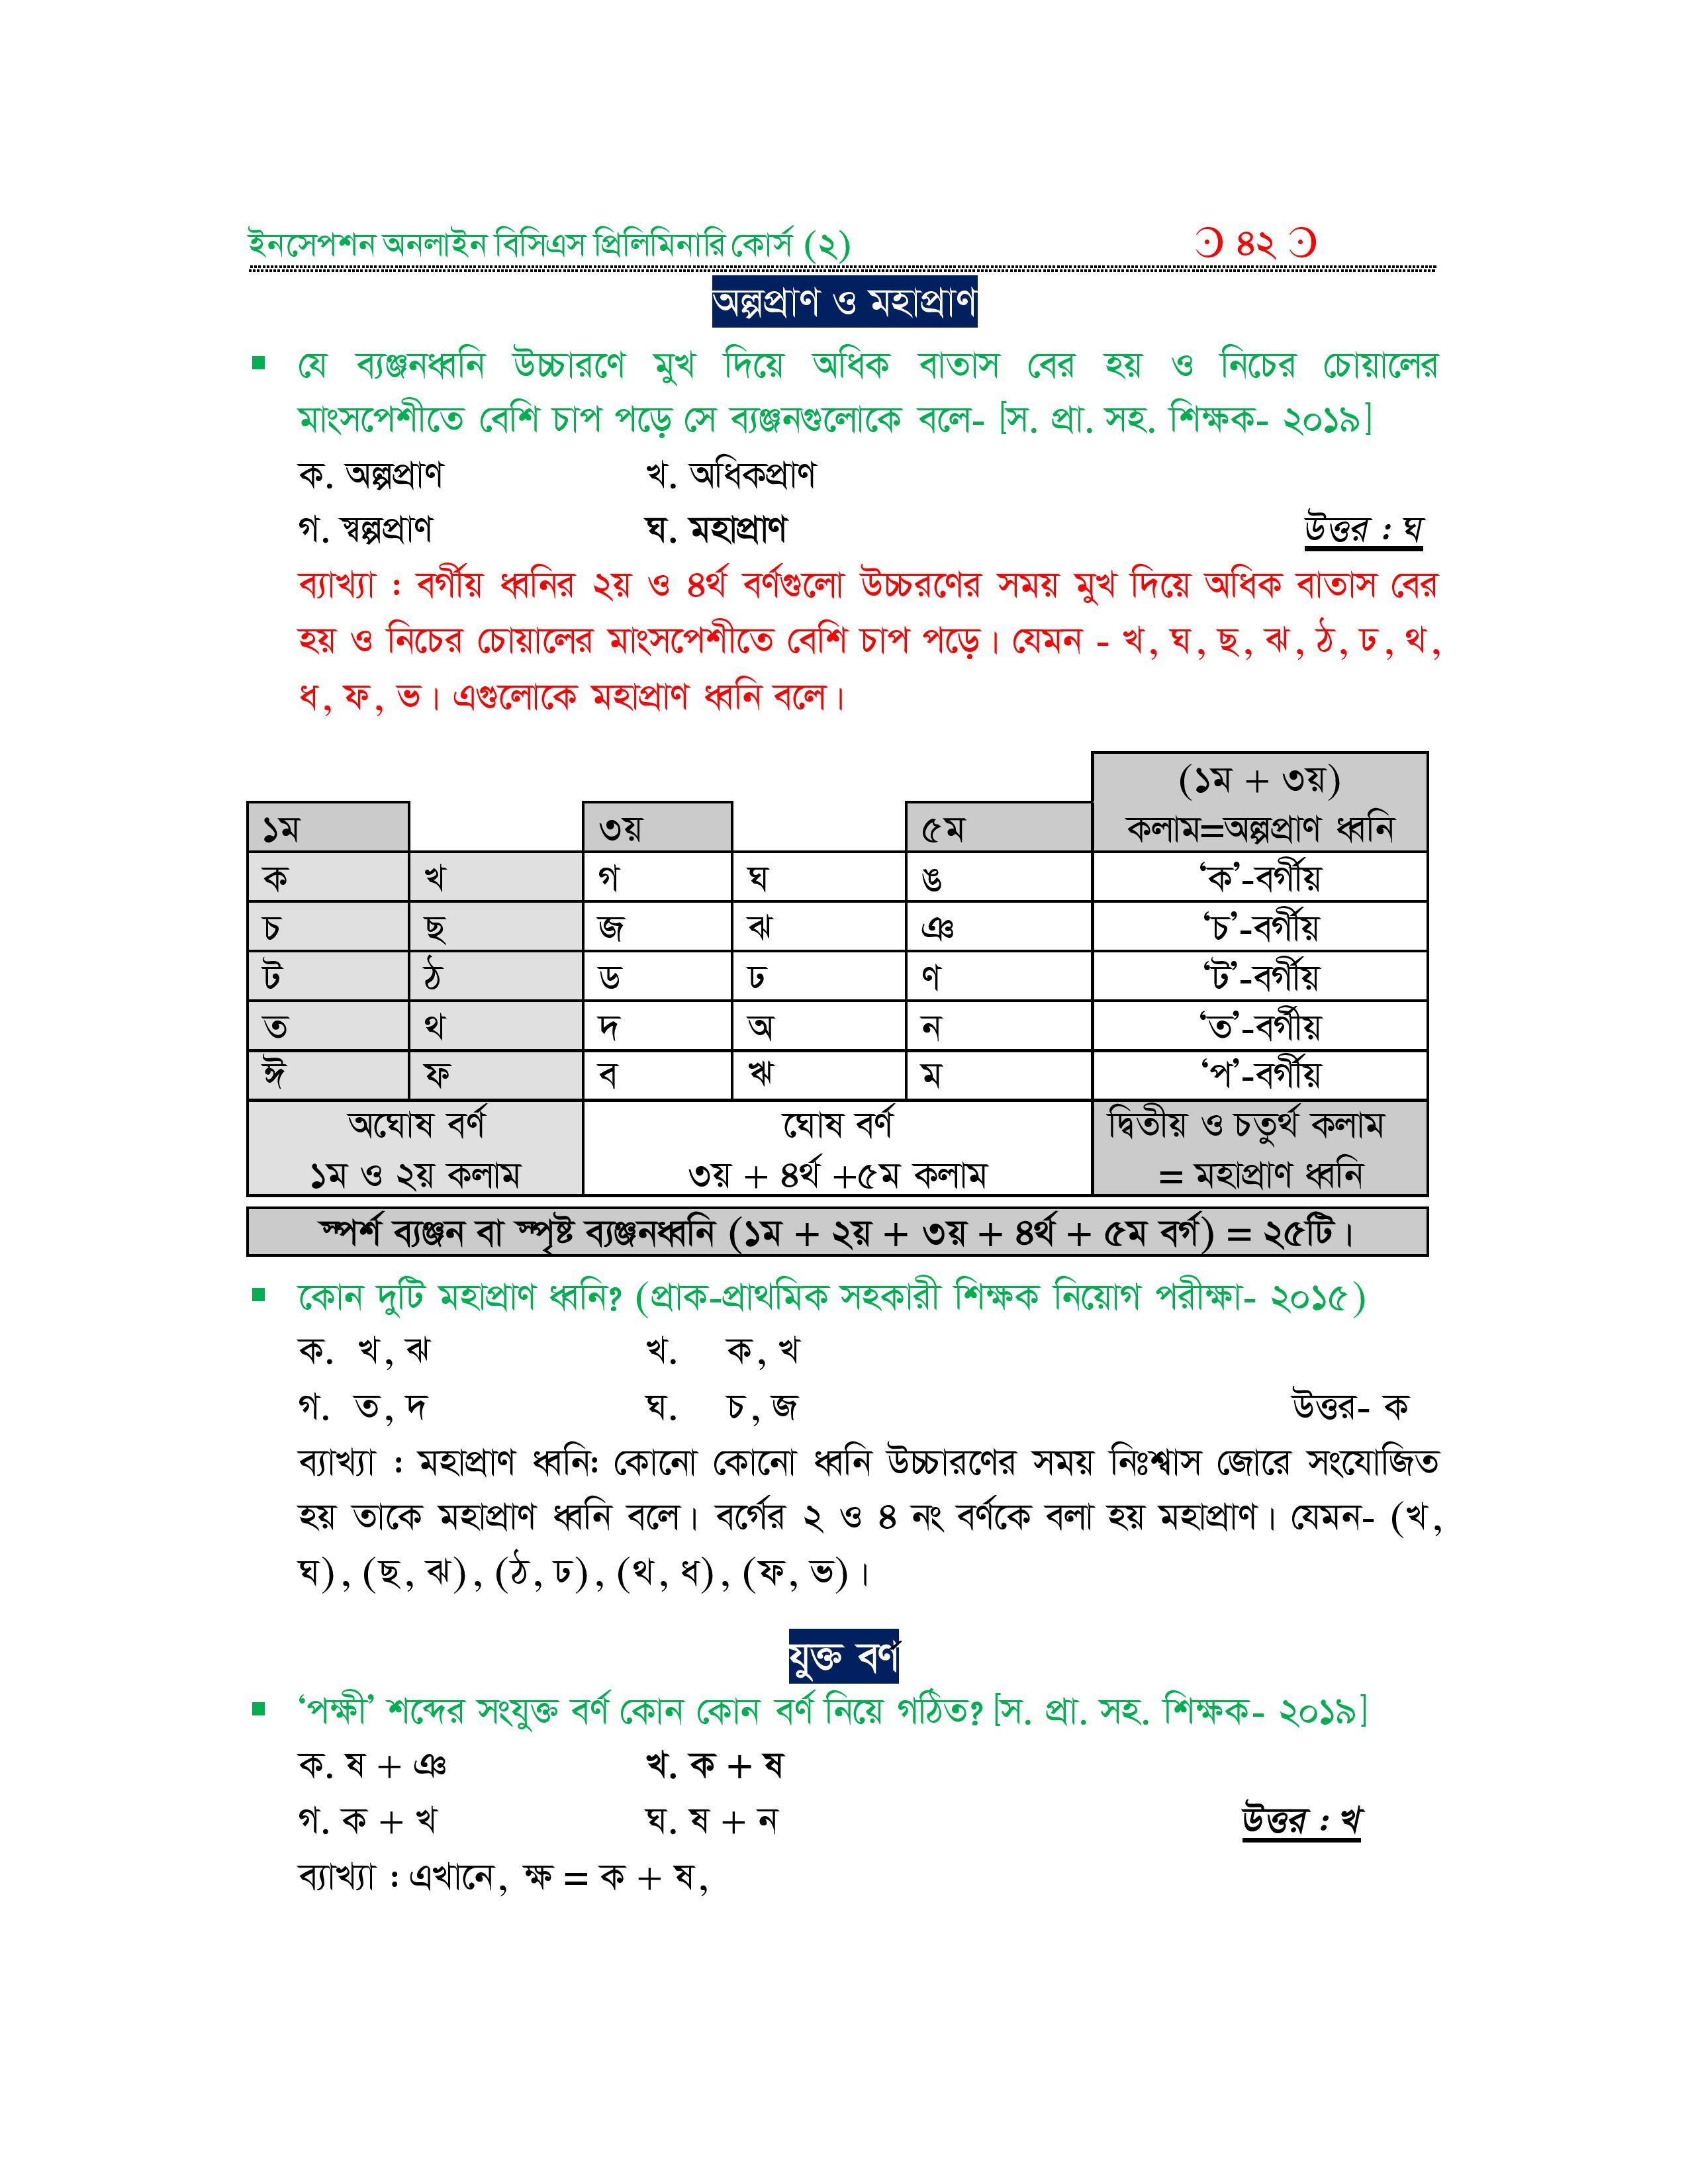 ইনসেপশন অনলাইন বিসিএস প্রিলিমিনারি কোর্স (২) ৪২
অল্পপ্রাণ ও মহাপ্রাণ
যে ব্যঞ্জনধ্বনি উচ্চারণে মুখ দিয়ে অধিক বাতাস বের হয় ও নিচের চোয়ালের
মাংসপেশীতে বেশি চাপ পড়ে সে ব্যঞ্জনগুলোকে বলে- [স. প্রা. সহ. শিক্ষক- ২০১৯]
ক. অল্পপ্রাণ খ. অধিকপ্রাণ
গ. স্বল্পপ্রাণ ঘ. মহাপ্রাণ উত্তর : ঘ
ব্যাখ্যা : বর্গীয় ধ্বনির ২য় ও ৪র্থ বর্ণগুলো উচ্চরণের সময় মুখ দিয়ে অধিক বাতাস বের
হয় ও নিচের চোয়ালের মাংসপেশীতে বেশি চাপ পড়ে। যেমন - খ, ঘ, ছ, ঝ, ঠ, ঢ, থ,
ধ, ফ, ভ। এগুলোকে মহাপ্রাণ ধ্বনি বলে।
(১ম + ৩য়)
১ম ৩য় ৫ম কলাম=অল্পপ্রাণ ধ্বনি
ক খ গ ঘ ঙ ‘ক’-বর্গীয়
চ ছ জ ঝ ঞ ‘চ’-বর্গীয়
ট ঠ ড ঢ ণ ‘ট’-বর্গীয়
ত থ দ অ ন ‘ত’-বর্গীয়
ঈ ফ ব ঋ ম ‘প’-বর্গীয়
অঘোষ বর্ণ ঘোষ বর্ণ দ্বিতীয় ও চতুর্থ কলাম
১ম ও ২য় কলাম ৩য় + ৪র্থ +৫ম কলাম = মহাপ্রাণ ধ্বনি
স্পর্শ ব্যঞ্জন বা স্পৃষ্ট ব্যঞ্জনধ্বনি (১ম + ২য় + ৩য় + ৪র্থ + ৫ম বর্গ) = ২৫টি।
কোন দুটি মহাপ্রাণ ধ্বনি? (প্রাক-প্রাথমিক সহকারী শিক্ষক নিয়োগ পরীক্ষা- ২০১৫)
ক. খ, ঝ খ. ক, খ
গ. ত, দ ঘ. চ, জ উত্তর- ক
ব্যাখ্যা : মহাপ্রাণ ধ্বনি: কোনো কোনো ধ্বনি উচ্চারণের সময় নিঃশ্বাস জোরে সংযোজিত
হয় তাকে মহাপ্রাণ ধ্বনি বলে। বর্গের ২ ও ৪ নং বর্ণকে বলা হয় মহাপ্রাণ। যেমন- (খ,
ঘ), (ছ, ঝ), (ঠ, ঢ), (থ, ধ), (ফ, ভ)।
যুক্ত বর্ণ
‘পক্ষী’ শব্দের সংযুক্ত বর্ণ কোন কোন বর্ণ নিয়ে গঠিত? [স. প্রা. সহ. শিক্ষক- ২০১৯]
ক. ষ + ঞ খ. ক + ষ
গ. ক + খ ঘ. ষ + ন উত্তর : খ
ব্যাখ্যা : এখানে, ক্ষ = ক + ষ,